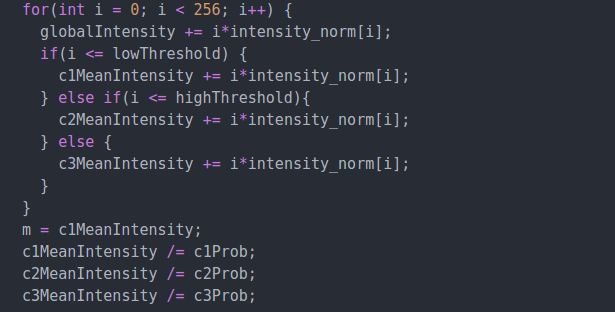 for(int i = 0; i < 256; i++) {
  globalIntensity += i*intensity_norm[i];
  if(i <= lowThreshold) {
    c1MeanIntensity += i*intensity_norm[i];
  } else if(i <= highThreshold){
    c2MeanIntensity += i*intensity_norm[i];
  } else {
    c3MeanIntensity += i*intensity_norm[i];
  }
}
m = c1MeanIntensity;
c1MeanIntensity /= c1Prob;
c2MeanIntensity /= c2Prob;
c3MeanIntensity /= c3Prob;